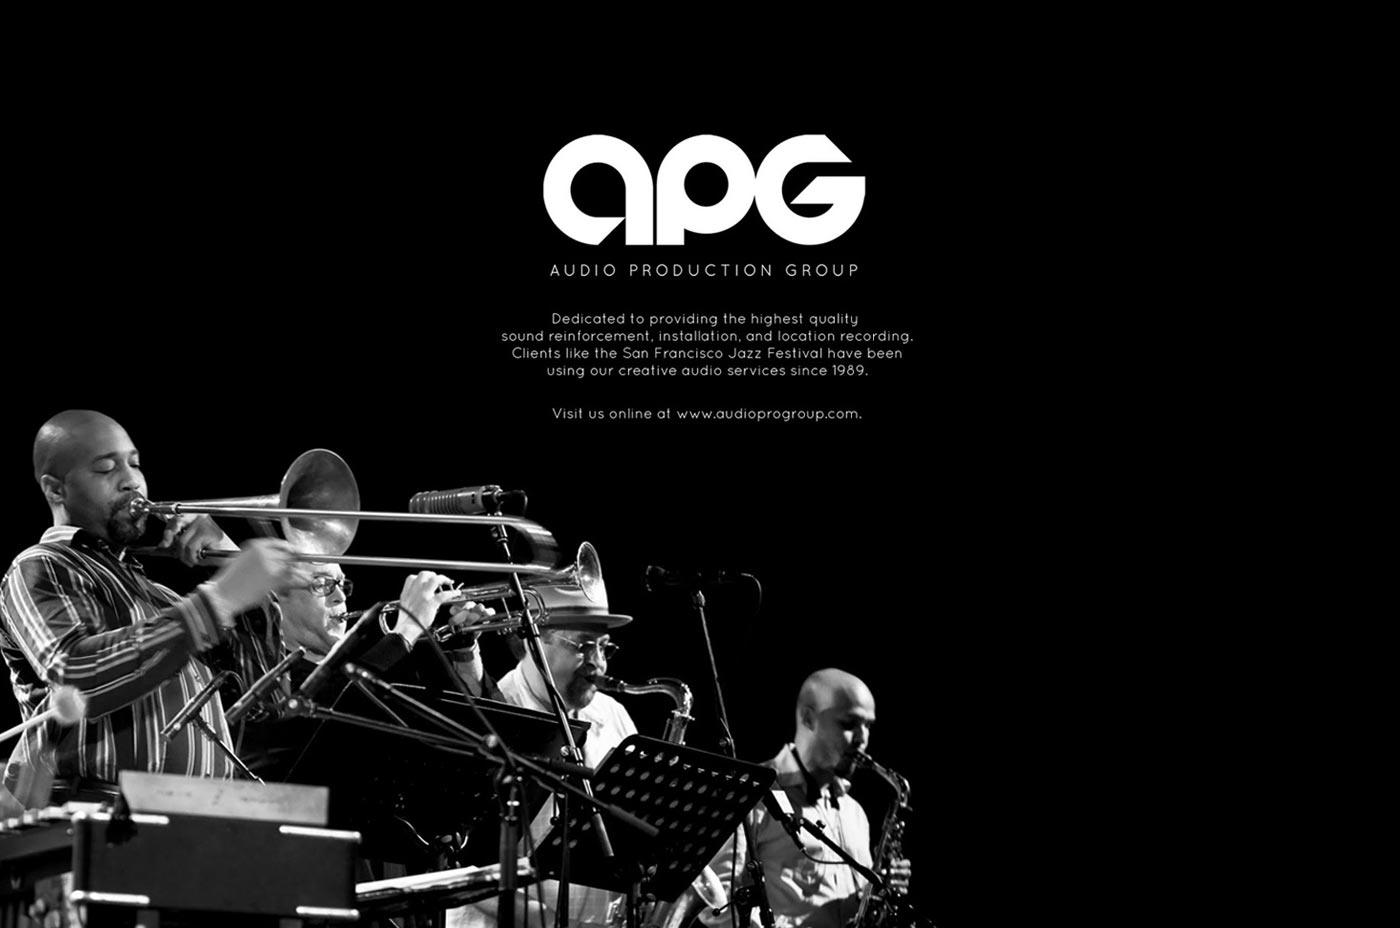 apG
AUDIO PRODUCTION GROUP
Dedicated to providing the highest quality
sound reinforcement, installation, and location recording.
Clients like the San Francisco Jazz Festival have been
using our creative audio services since 1989.
Visit us online at www.audioprogroup.com.